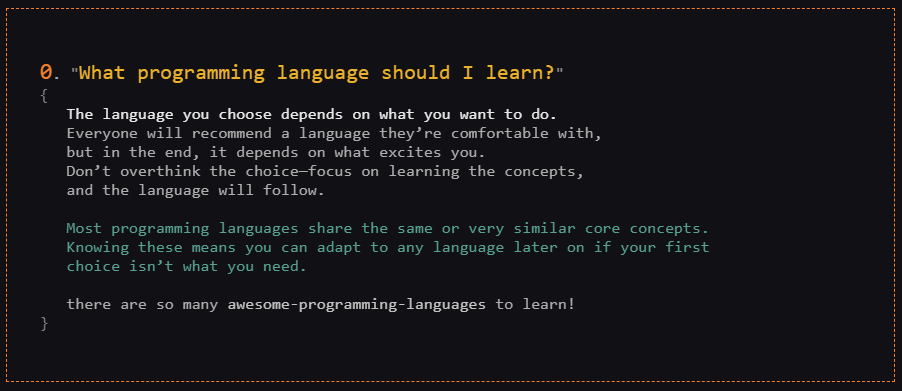 0. "What programming language should I learn?"
{
The language you choose depends on what you want to do.
Everyone will recommend a language they’re comfortable with,
but in the end, it depends on what excites you.
Don’t overthink the choice—focus on learning the concepts,
and the language will follow.
Most programming languages share the same or very similar core concepts.
Knowing these means you can adapt to any language later on if your first
choice isn’t what you need.
there are so many awesome-programming-languages to learn!
}